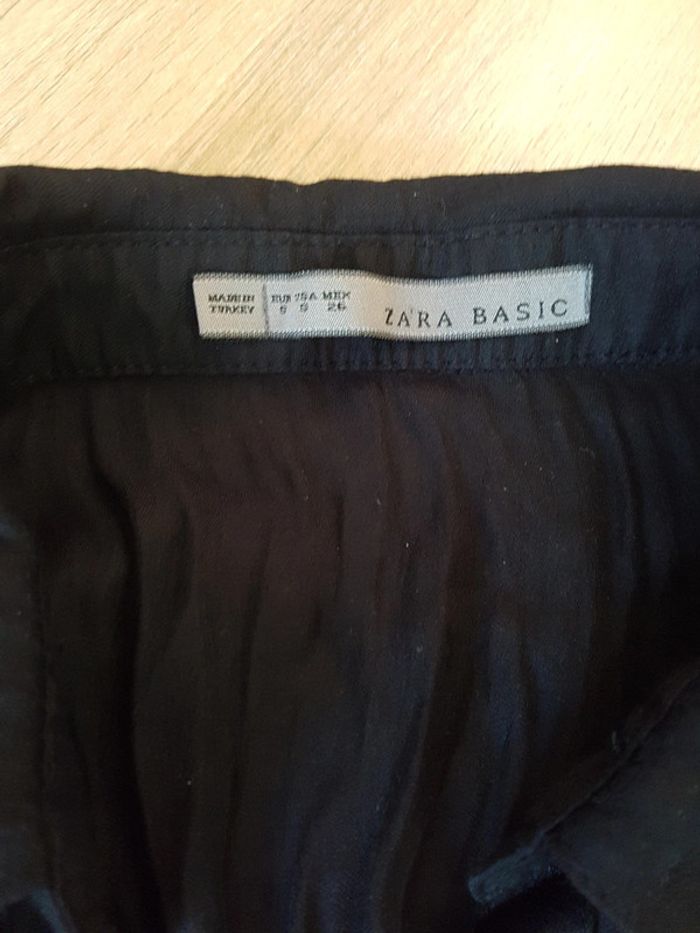 MADE IN
TURKEY
EUR USA MEX
S S 26
ZARA BASIC